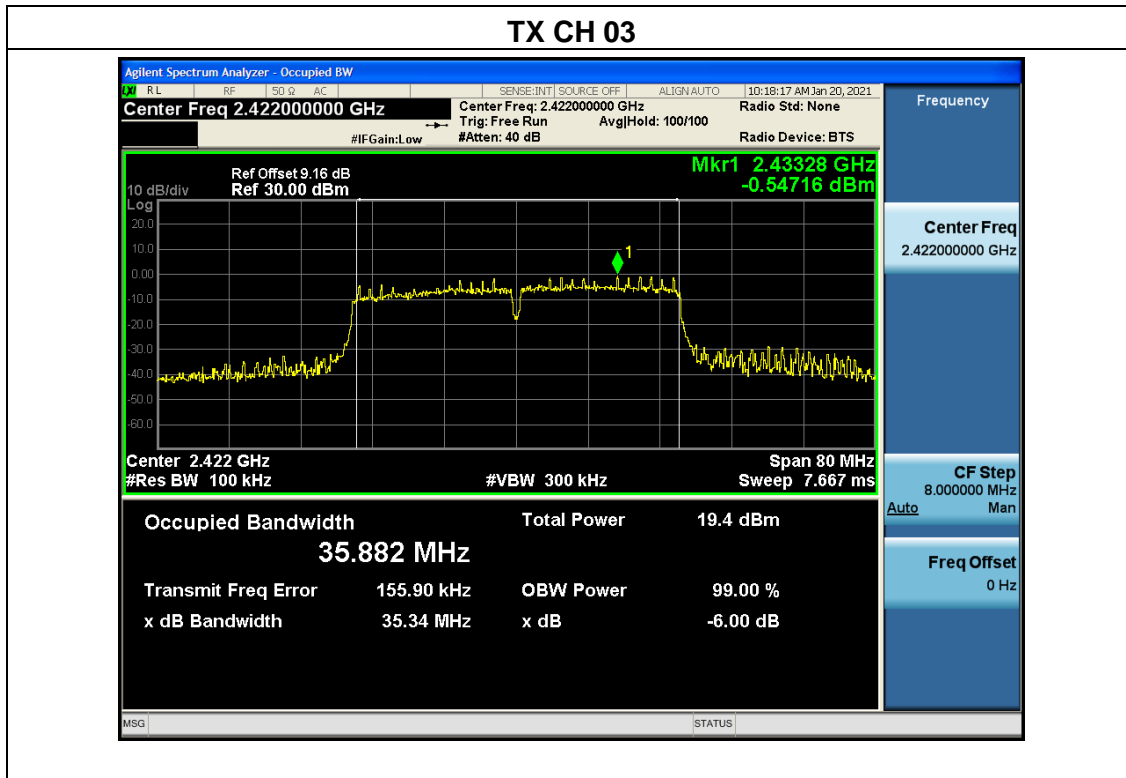 TX CH 03
Agilent Spectrum Analyzer - Occupied BW
LXI RL RF 50 Ω AC SENSE:INT SOURCE OFF ALIGN AUTO 10:18:17 AM Jan 20, 2021
Center Freq 2.422000000 GHz
Center Freq: 2.422000000 GHz Radio Std: None
Trig: Free Run Avg|Hold: 100/100
#IFGain:Low #Atten: 40 dB Radio Device: BTS
Mkr1 2.43328 GHz
-0.54716 dBm
Ref Offset 9.16 dB
10 dB/div Ref 30.00 dBm
Log
20.0
10.0
0.00
-10.0
-20.0
-30.0
-40.0
-50.0
-60.0
1
Center 2.422 GHz Span 80 MHz
#Res BW 100 kHz #VBW 300 kHz Sweep 7.667 ms
Occupied Bandwidth Total Power 19.4 dBm
35.882 MHz
Transmit Freq Error 155.90 kHz OBW Power 99.00 %
x dB Bandwidth 35.34 MHz x dB -6.00 dB
MSG STATUS
Frequency
Center Freq
2.422000000 GHz
CF Step
8.000000 MHz
Auto Man
Freq Offset
0 Hz